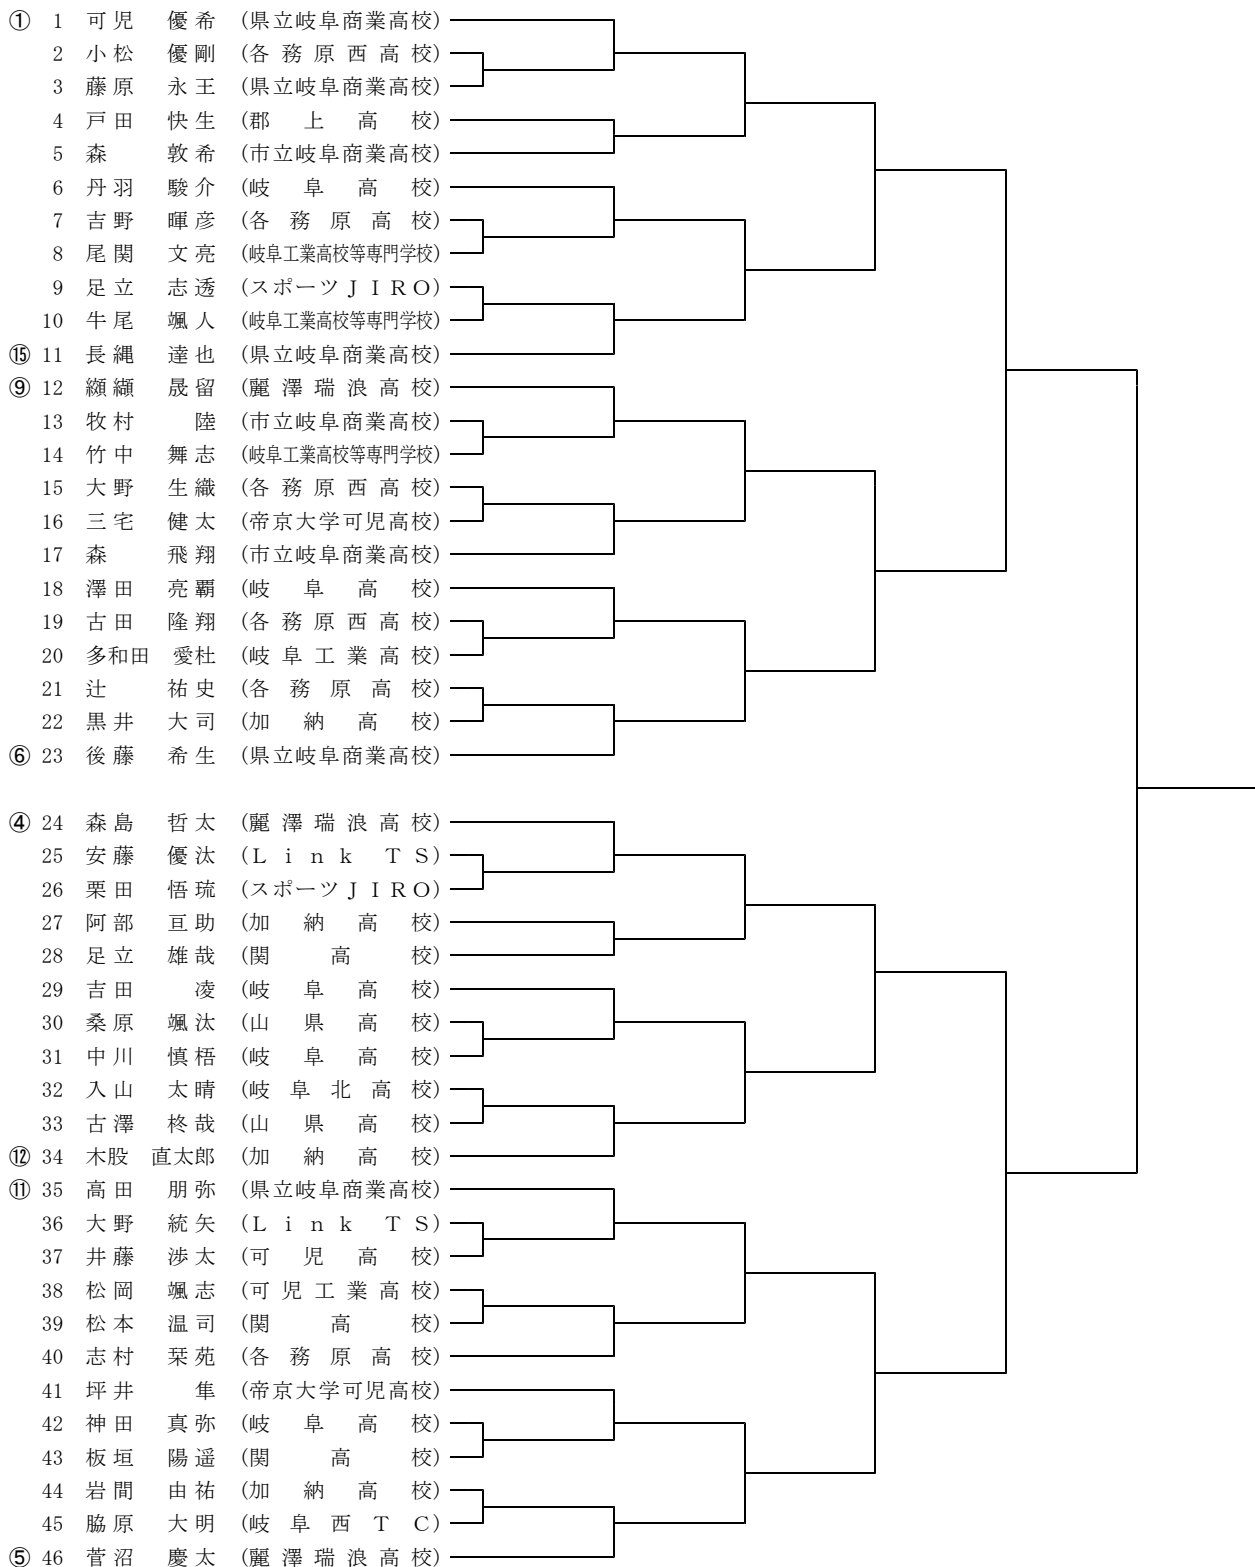 ① 1 可児 優希 (県立岐阜商業高校)
2 小松 優剛 (各務原西高校)
3 藤原 永王 (県立岐阜商業高校)
4 戸田 快生 (郡上高校)
5 森 敦希 (市立岐阜商業高校)
6 丹羽 駿介 (岐阜高校)
7 吉野 暉彦 (各務原高校)
8 尾関 文亮 (岐阜工業高校等専門学校)
9 足立 志透 (スポーツJIRO)
10 牛尾 颯人 (岐阜工業高校等専門学校)
⑮ 11 長縄 達也 (県立岐阜商業高校)
⑨ 12 纐纈 晟留 (麗澤瑞浪高校)
13 牧村 陸 (市立岐阜商業高校)
14 竹中 舞志 (岐阜工業高校等専門学校)
15 大野 生織 (各務原西高校)
16 三宅 健太 (帝京大学可児高校)
17 森 飛翔 (市立岐阜商業高校)
18 澤田 亮覇 (岐阜高校)
19 古田 隆翔 (各務原西高校)
20 多和田 愛杜 (岐阜工業高校)
21 辻 祐史 (各務原高校)
22 黒井 大司 (加納高校)
⑥ 23 後藤 希生 (県立岐阜商業高校)
④ 24 森島 哲太 (麗澤瑞浪高校)
25 安藤 優汰 (Link TS)
26 栗田 悟琉 (スポーツJIRO)
27 阿部 亘助 (加納高校)
28 足立 雄哉 (関高校)
29 吉田 凌 (岐阜高校)
30 桑原 颯汰 (山県高校)
31 中川 慎梧 (岐阜高校)
32 入山 太晴 (岐阜北高校)
33 古澤 柊哉 (山県高校)
⑫ 34 木股 直太郎 (加納高校)
⑪ 35 高田 朋弥 (県立岐阜商業高校)
36 大野 統矢 (Link TS)
37 井藤 渉太 (可児高校)
38 松岡 颯志 (可児工業高校)
39 松本 温司 (関高校)
40 志村 栞苑 (各務原高校)
41 坪井 隼 (帝京大学可児高校)
42 神田 真弥 (岐阜高校)
43 板垣 陽遥 (関高校)
44 岩間 由祐 (加納高校)
45 脇原 大明 (岐阜西TC)
⑤ 46 菅沼 慶太 (麗澤瑞浪高校)